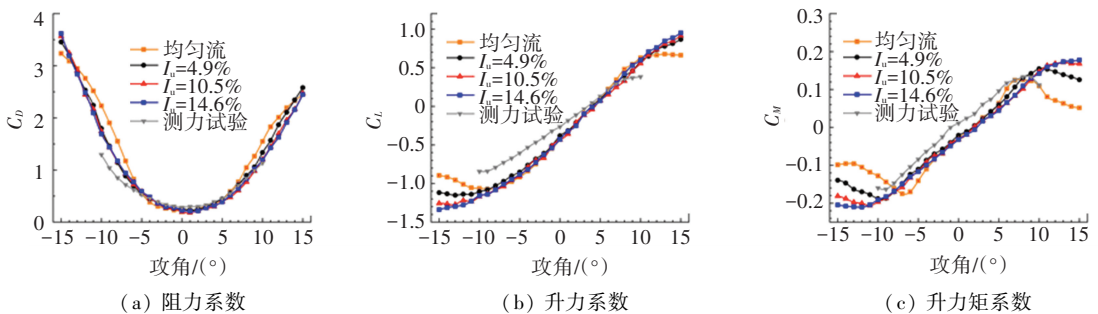 4
3
2
1
0
C_D
均匀流
I_u=4.9%
I_u=10.5%
I_u=14.6%
测力试验
−15 −10 −5 0 5 10 15
攻角/(°)
(a) 阻力系数
1.0
0.5
0
−0.5
−1.0
−1.5
C_L
均匀流
I_u=4.9%
I_u=10.5%
I_u=14.6%
测力试验
−15 −10 −5 0 5 10 15
攻角/(°)
(b) 升力系数
0.3
0.2
0.1
0
−0.1
−0.2
C_M
均匀流
I_u=4.9%
I_u=10.5%
I_u=14.6%
测力试验
−15 −10 −5 0 5 10 15
攻角/(°)
(c) 升力矩系数